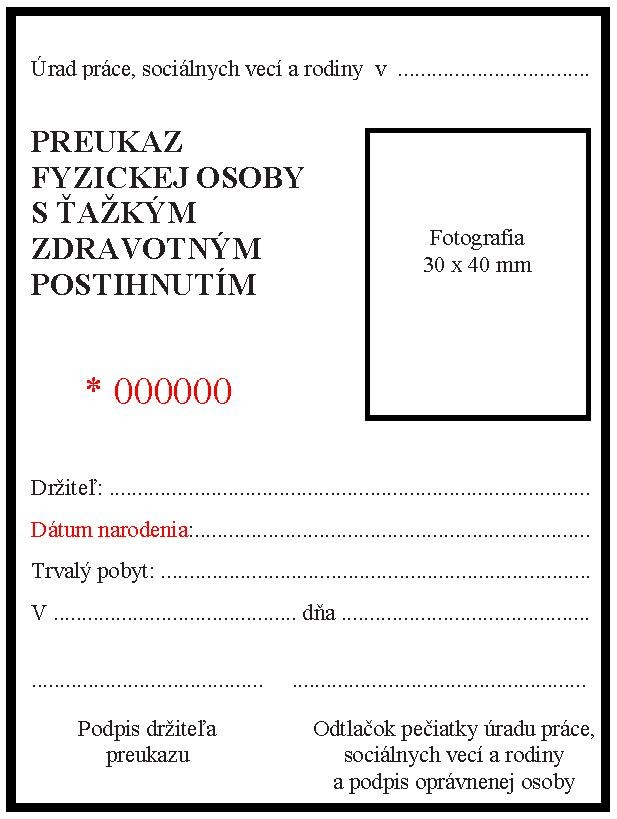 Úrad práce, sociálnych vecí a rodiny v ..................................
PREUKAZ
FYZICKEJ OSOBY
S ŤAŽKÝM
ZDRAVOTNÝM
POSTIHNUTÍM
Fotografia
30 x 40 mm
* 000000
Držiteľ: .....................................................................................
Dátum narodenia:......................................................................
Trvalý pobyt: ............................................................................
V ........................................... dňa ............................................
......................................... ....................................................
Podpis držiteľa
preukazu
Odtlačok pečiatky úradu práce,
sociálnych vecí a rodiny
a podpis oprávnenej osoby